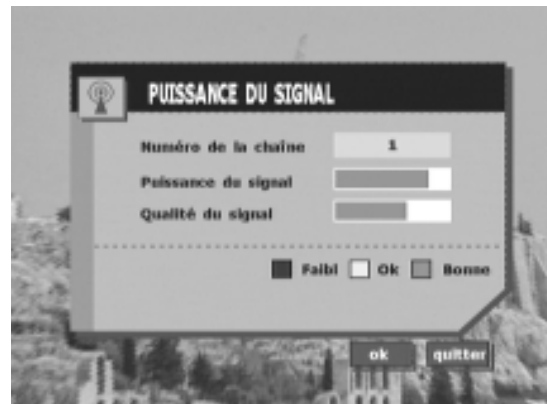 PUISSANCE DU SIGNAL
Numéro de la chaîne 1
Puissance du signal
Qualité du signal
Faibl Ok Bonne
ok quitter